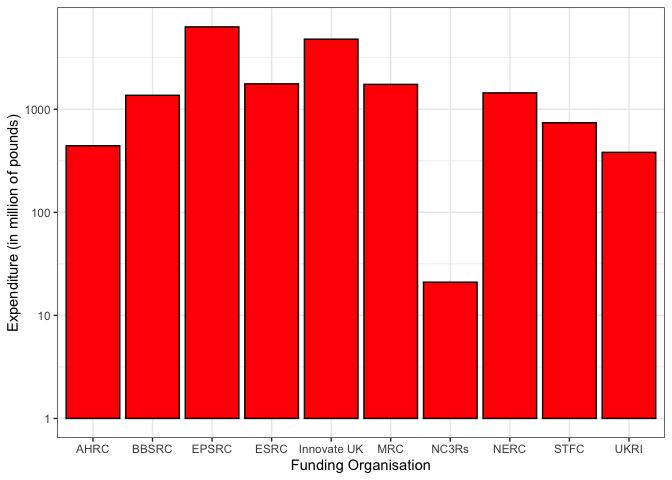 Expenditure (in million of pounds)
1000
100
10
1
AHRC BBSRC EPSRC ESRC Innovate UK MRC NC3Rs NERC STFC UKRI
Funding Organisation